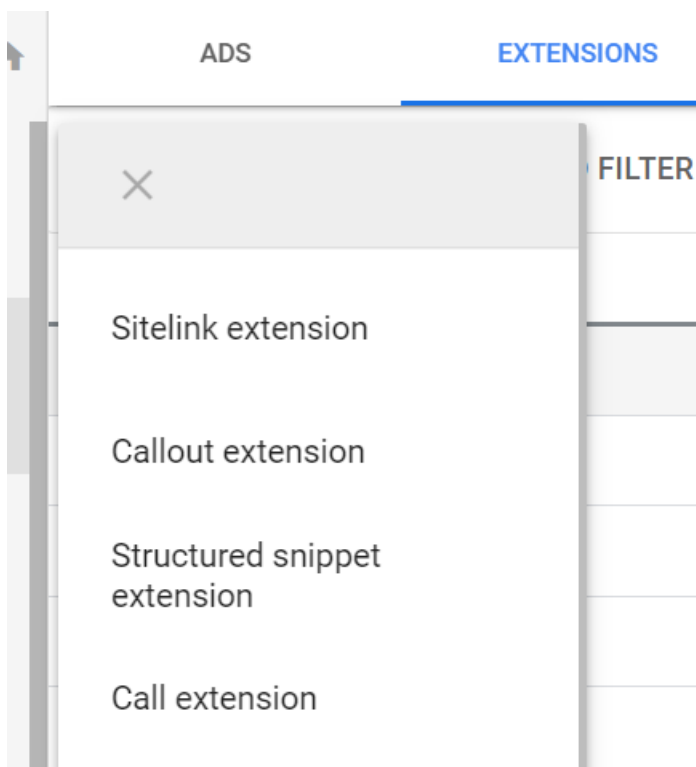 ADS
EXTENSIONS
FILTER
Sitelink extension
Callout extension
Structured snippet
extension
Call extension